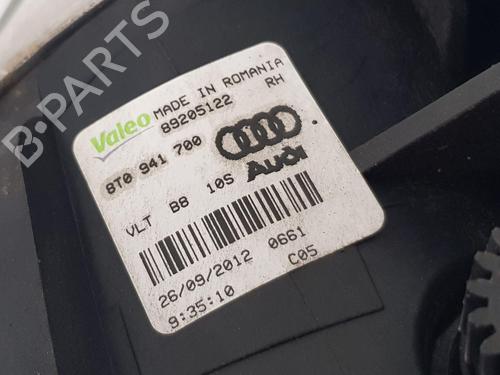 Valeo MADE IN ROMANIA
89205122 RH
8T0 941 700
Audi
VLT B8 10S
26/09/2012 0661
9:35:10 C05
B-PARTS